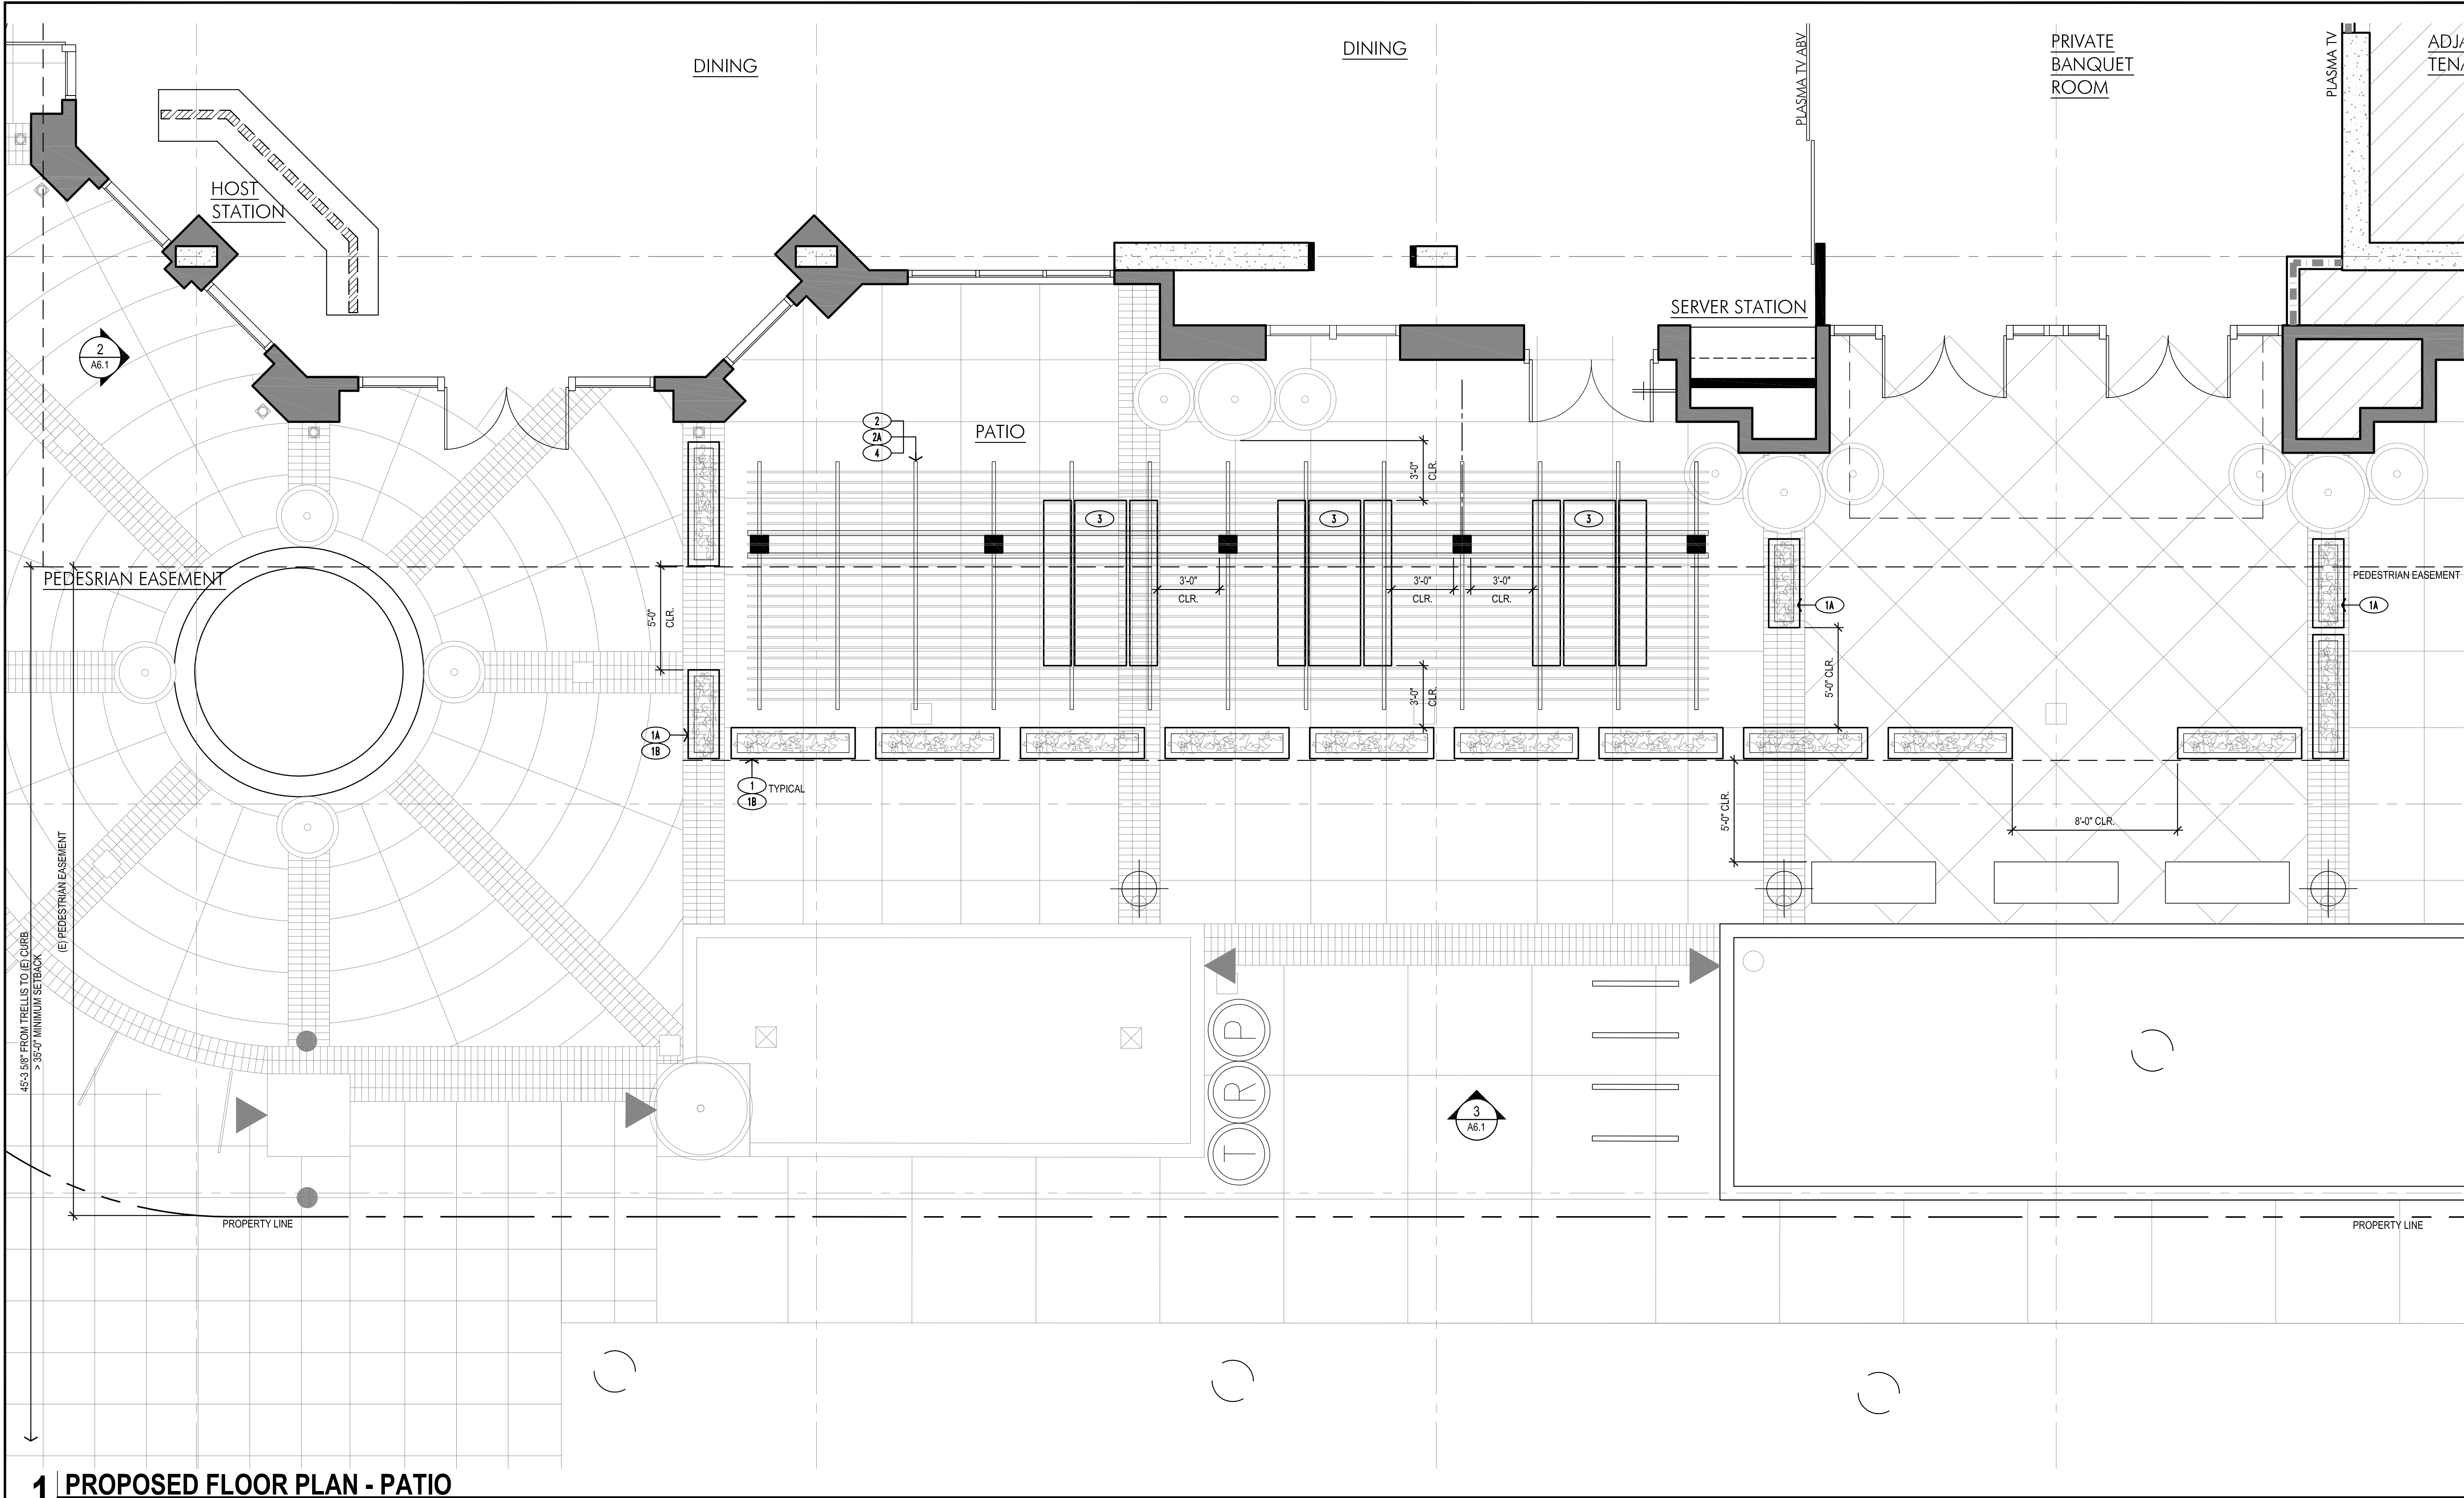 DINING
DINING
PLASMA TV ABV
PRIVATE
BANQUET
ROOM
PLASMA TV
ADJA
TENA
HOST
STATION
SERVER STATION
2
A6.1
2
2A
4
PATIO
3'-0"
CLR.
3
3
3
PEDESRIAN EASEMENT
PEDESTRIAN EASEMENT
5'-0"
CLR.
3'-0"
CLR.
3'-0"
CLR.
3'-0"
CLR.
1A
1A
3'-0"
CLR.
5'-0" CLR.
1A
1B
1
TYPICAL
1B
5'-0" CLR.
8'-0" CLR.
(E) PEDESTRIAN EASEMENT
45'-3 5/8" FROM TRELLIS TO (E) CURB
> 35'-0" MINIMUM SETBACK
P
R
T
3
A6.1
PROPERTY LINE
PROPERTY LINE
1 PROPOSED FLOOR PLAN - PATIO